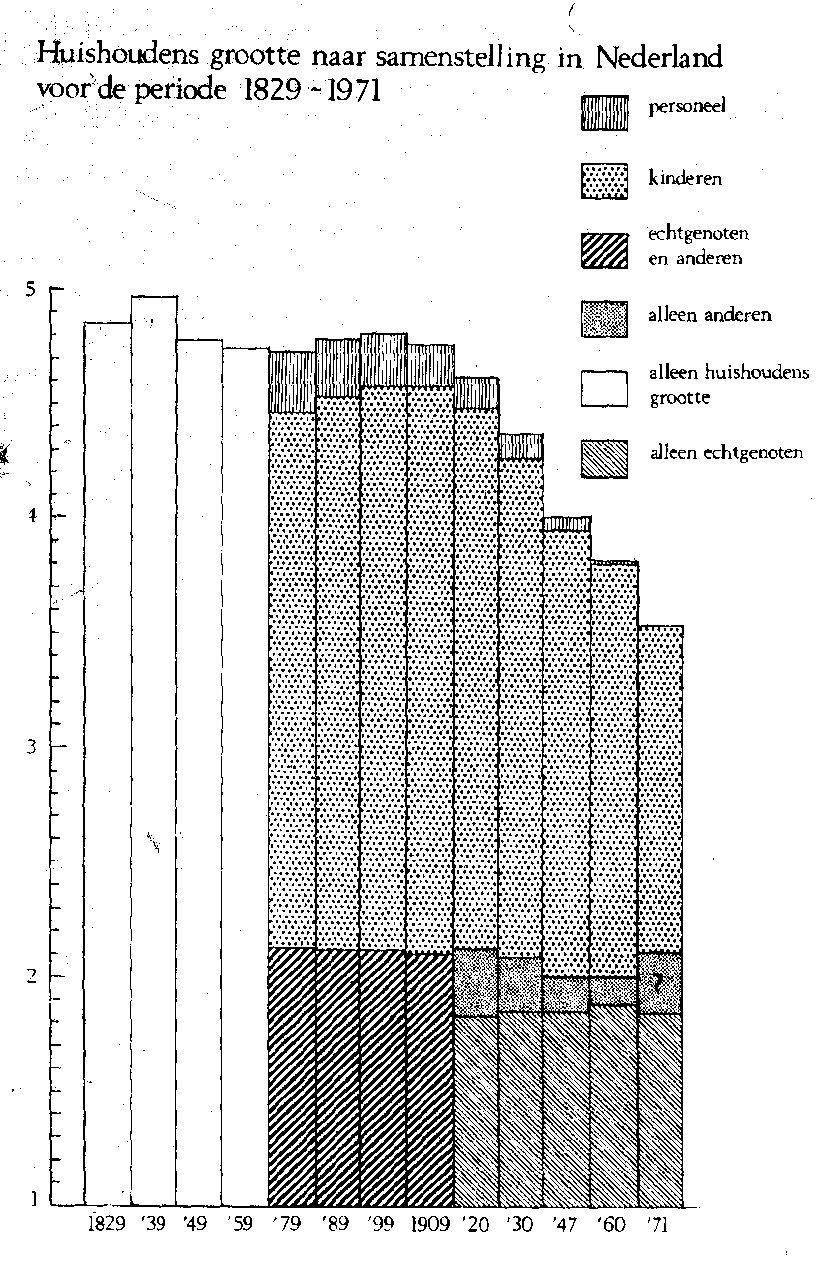 Huishoudens grootte naar samenstelling in Nederland
voor de periode 1829 ~ 1971
personeel
kinderen
echtgenoten
en anderen
alleen anderen
alleen huishoudens
grootte
alleen echtgenoten
5
4
3
2
1
?
1829 '39 '49 '59 '79 '89 '99 1909 '20 '30 '47 '60 '71